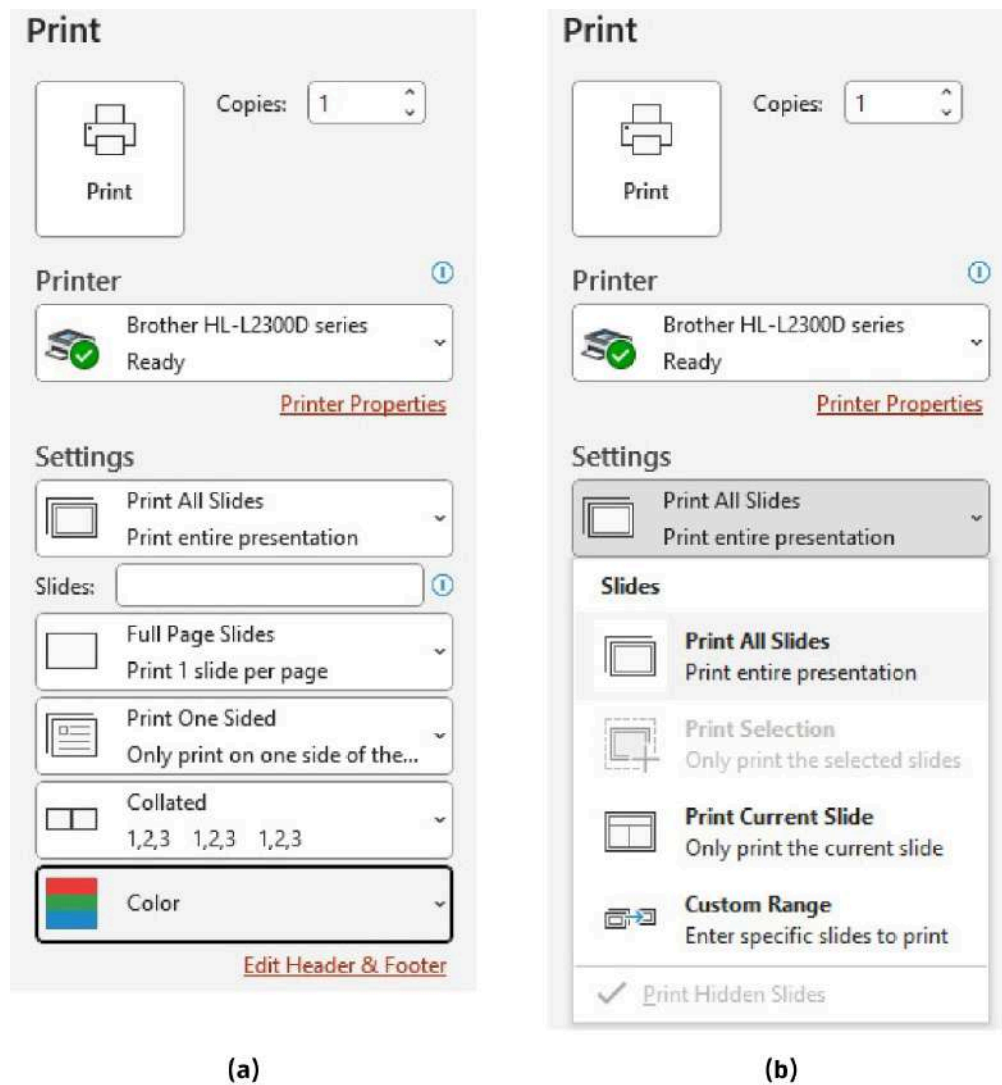 Print
Copies: 1
Print
Printer
Brother HL-L2300D series
Ready
Printer Properties
Settings
Print All Slides
Print entire presentation
Slides:
Full Page Slides
Print 1 slide per page
Print One Sided
Only print on one side of the...
Collated
1,2,3 1,2,3 1,2,3
Color
Edit Header & Footer
(a)
Print
Copies: 1
Print
Printer
Brother HL-L2300D series
Ready
Printer Properties
Settings
Print All Slides
Print entire presentation
Slides
Print All Slides
Print entire presentation
Print Selection
Only print the selected slides
Print Current Slide
Only print the current slide
Custom Range
Enter specific slides to print
Print Hidden Slides
(b)